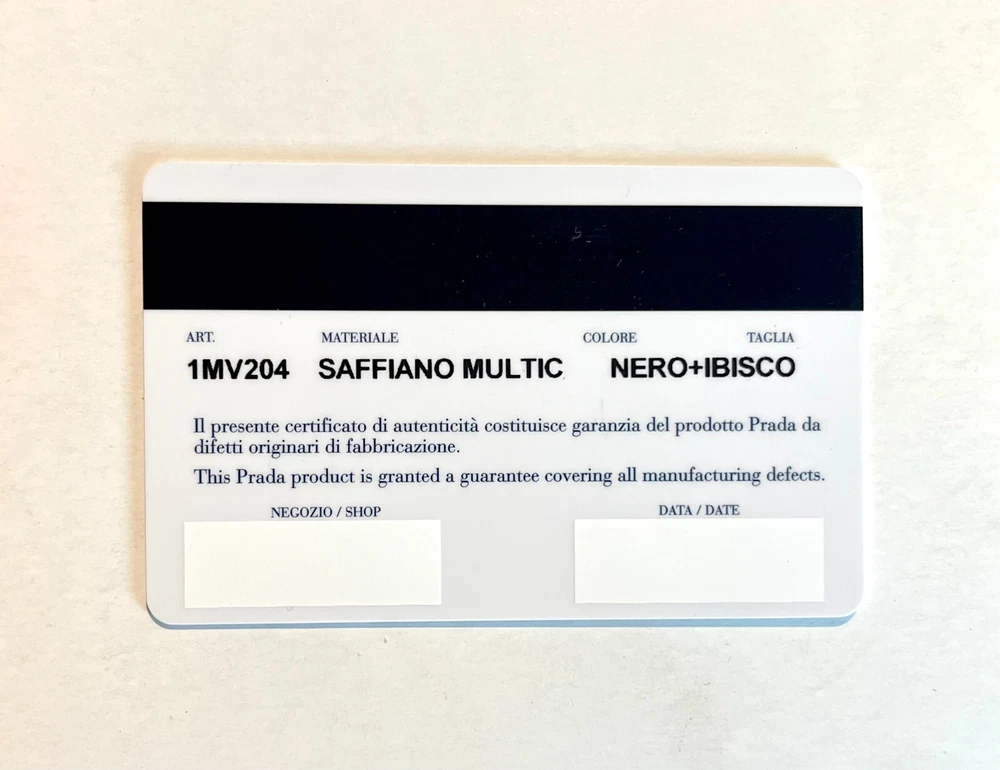 ART. MATERIALE COLORE TAGLIA
1MV204 SAFFIANO MULTIC NERO+IBISCO
Il presente certificato di autenticità costituisce garanzia del prodotto Prada da
difetti originari di fabbricazione.
This Prada product is granted a guarantee covering all manufacturing defects.
NEGOZIO / SHOP DATA / DATE